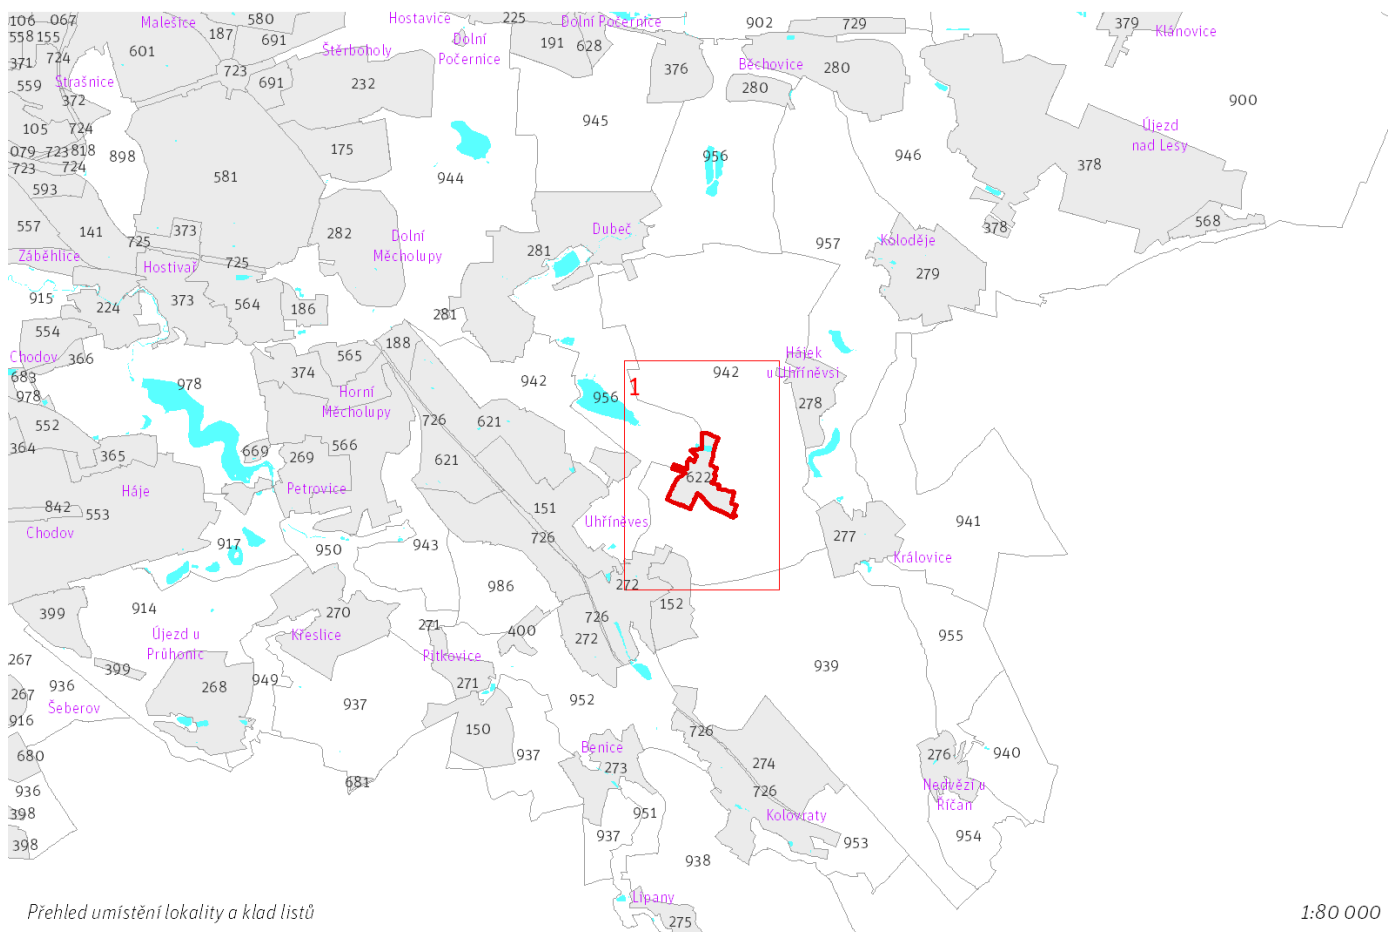 106 067 Malešice 580 Hostavice 225 Dolní Počernice 902 729 379 Klánovice
558 155 187 691 Štěrboholy Dolní Počernice 191 628
371 724 601 723 691 232 376 Běchovice 280 280
559 Strašnice 372 900
105 724 945 Újezd nad Lesy
079 723 818 898 175 956 946 378
723 724 581 944
593
557 141 373 282 Dolní Měcholupy Dubeč 957 378 568
725 281 Koloděje
Záběhlice Hostivař 725 279
915 224 373 564 186 281
554
Chodov 366 565 188 Hájek u Uhříněvsi
683 978 374 942 942
978 Horní Měcholupy 956 1 278
552 726 621
364 365 669 269 566 621 622
Háje Petrovice
842 553 151 Uhříněves 941
Chodov 917 950 943 726 277 Královice
986 272
399 914 270 726 152
Újezd u Průhonic Křeslice 271 400 272 955
267 399 Pitkovice 939
936 268 949 271
267 Šeberov 937 952
916 150 726
680 937 Benice 276 940
681 273 274
936 726 Nedvězí u Říčan
398 951 Kolovraty
398 937 953 954
938
Lipany
275
Přehled umístění lokality a klad listů
1:80 000